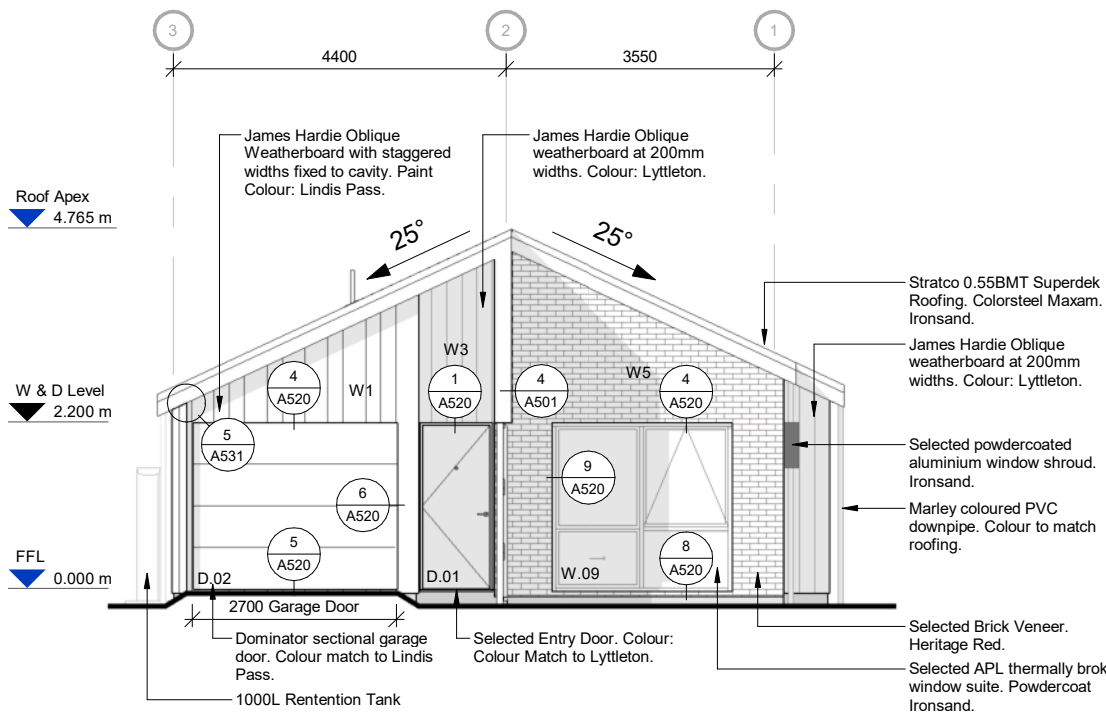 3
2
1
4400
3550
James Hardie Oblique
Weatherboard with staggered
widths fixed to cavity. Paint
Colour: Lindis Pass.
James Hardie Oblique
weatherboard at 200mm
widths. Colour: Lyttleton.
Roof Apex
4.765 m
25°
25°
Stratco 0.55BMT Superdek
Roofing. Colorsteel Maxam.
Ironsand.
James Hardie Oblique
weatherboard at 200mm
widths. Colour: Lyttleton.
W & D Level
2.200 m
W3
W1
W5
4
A520
1
A520
4
A501
4
A520
5
A531
9
A520
6
A520
5
A520
8
A520
Selected powdercoated
aluminium window shroud.
Ironsand.
Marley coloured PVC
downpipe. Colour to match
roofing.
FFL
0.000 m
D.02
D.01
W.09
2700 Garage Door
Dominator sectional garage
door. Colour match to Lindis
Pass.
Selected Entry Door. Colour:
Colour Match to Lyttleton.
1000L Rentention Tank
Selected Brick Veneer.
Heritage Red.
Selected APL thermally brok
window suite. Powdercoat
Ironsand.